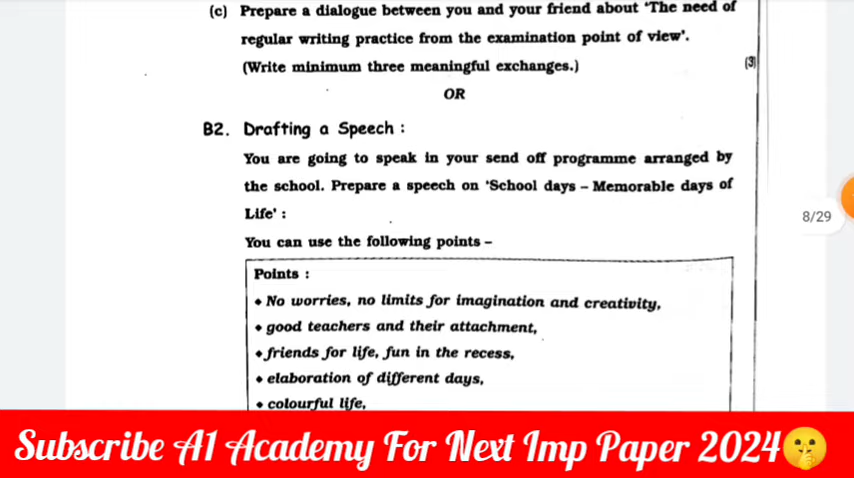 (c) Prepare a dialogue between you and your friend about 'The need of
regular writing practice from the examination point of view'.
(Write minimum three meaningful exchanges.) (3)
OR
B2. Drafting a Speech :
You are going to speak in your send off programme arranged by
the school. Prepare a speech on 'School days – Memorable days of
Life' :
8/29
You can use the following points –
Points :
• No worries, no limits for imagination and creativity,
• good teachers and their attachment,
• friends for life, fun in the recess,
• elaboration of different days,
• colourful life,
Subscribe A1 Academy For Next Imp Paper 2024🤫